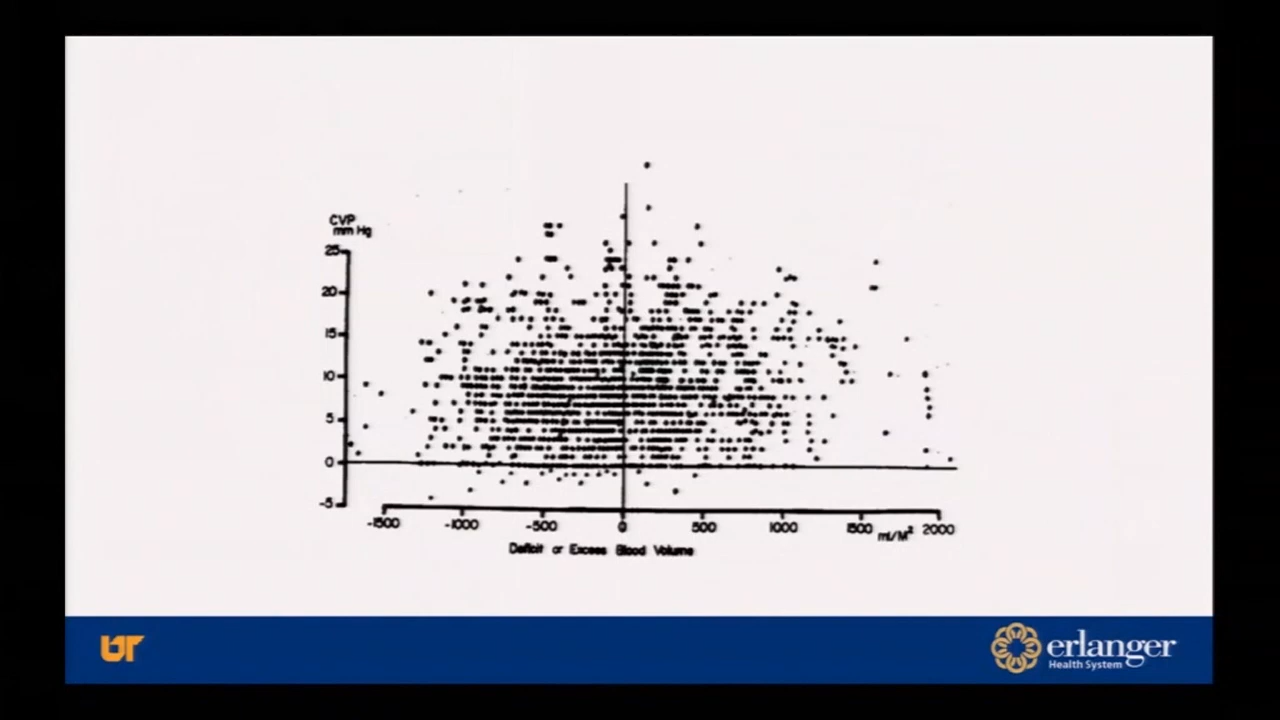 CVP
mm Hg
25
20
15
10
5
0
-5
-1500 -1000 -500 0 500 1000 1500 ml/M² 2000
Deficit or Excess Blood Volume
UT
erlanger
Health System